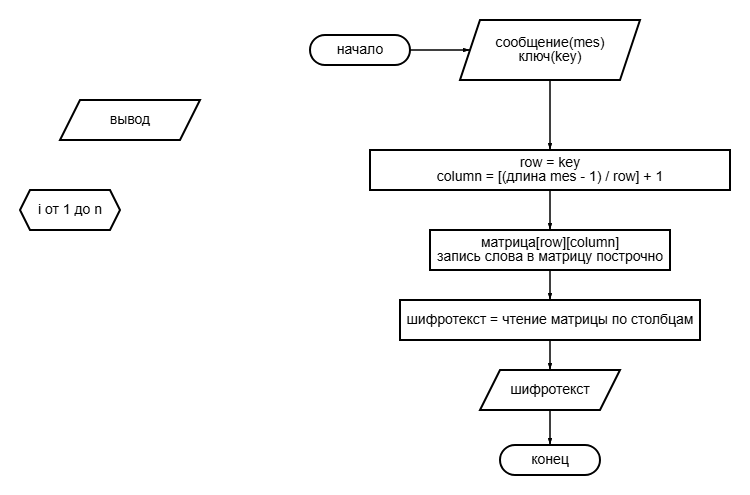 начало
сообщение(mes)
ключ(key)
вывод
row = key
column = [(длина mes - 1) / row] + 1
i от 1 до n
матрица[row][column]
запись слова в матрицу построчно
шифротекст = чтение матрицы по столбцам
шифротекст
конец